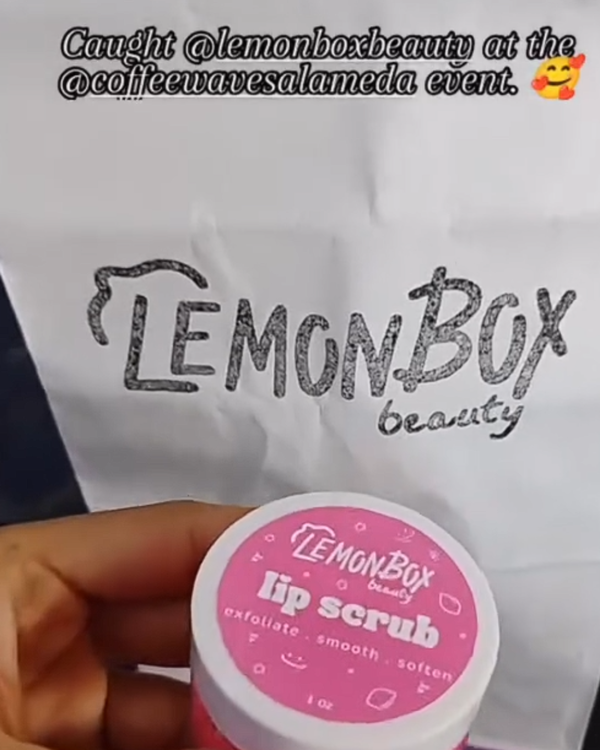 Caught @lemonboxbeauty at the
@coffeewavesalameda event. 🥰
LEMONBOX
beauty
LEMONBOX
beauty
lip scrub
exfoliate . smooth . soften
1 oz